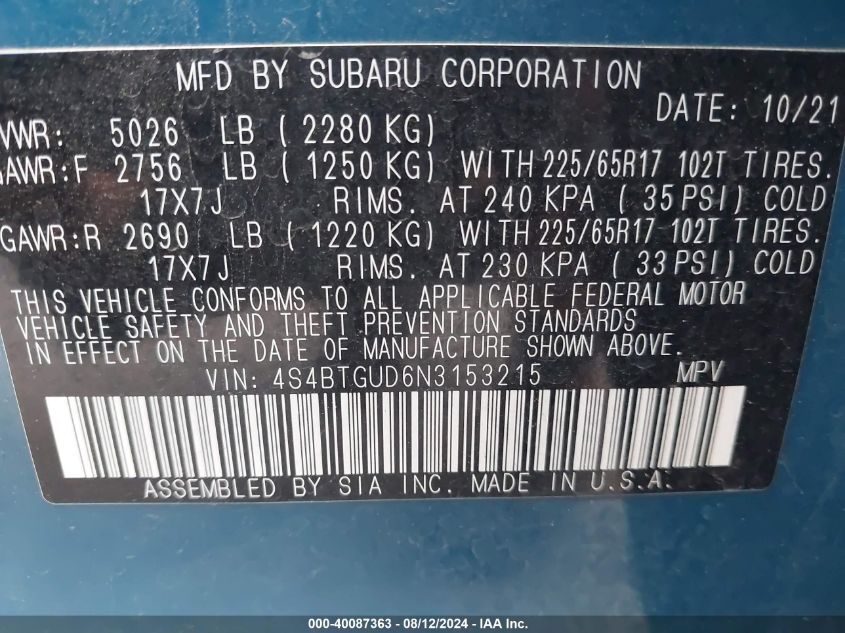 MFD BY SUBARU CORPORATION
DATE: 10/21
VWR: 5026 LB ( 2280 KG)
AWR:F 2756 LB ( 1250 KG) WITH 225/65R17 102T TIRES.
17X7J RIMS. AT 240 KPA ( 35 PSI) COLD
GAWR:R 2690 LB ( 1220 KG) WITH 225/65R17 102T TIRES.
17X7J RIMS. AT 230 KPA ( 33 PSI) COLD
THIS VEHICLE CONFORMS TO ALL APPLICABLE FEDERAL MOTOR
VEHICLE SAFETY AND THEFT PREVENTION STANDARDS
IN EFFECT ON THE DATE OF MANUFACTURE SHOWN ABOVE.
VIN: 4S4BTGUD6N3153215 MPV
ASSEMBLED BY SIA INC. MADE IN U.S.A.
000-40087363 - 08/12/2024 - IAA Inc.